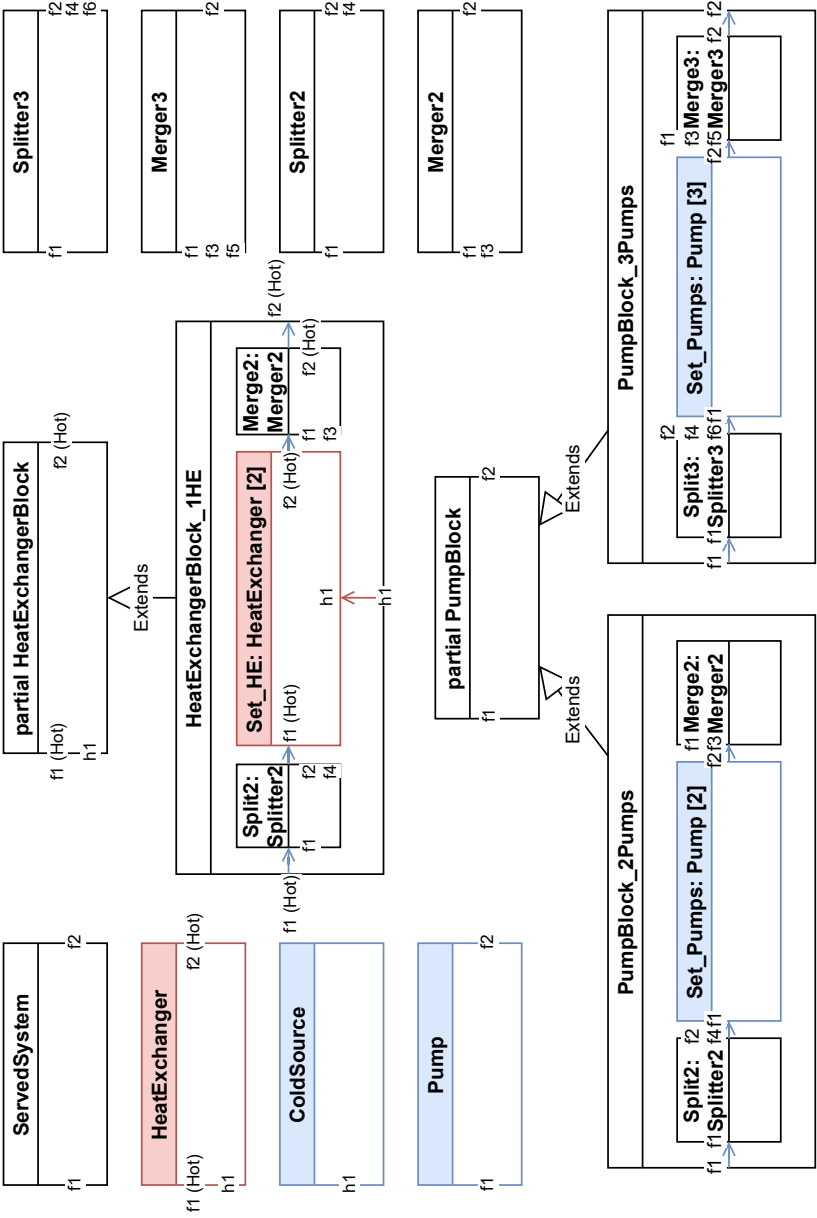 ServedSystem
f1
f2
partial HeatExchangerBlock
f1 (Hot)
h1
f2 (Hot)
Splitter3
f1
f2
f4
f6
HeatExchanger
f1 (Hot)
h1
f2 (Hot)
Extends
Merger3
f1
f3
f5
f2
ColdSource
h1
HeatExchangerBlock_1HE
f1 (Hot)
Split2:
Splitter2
f1
f2
f4
Set_HE: HeatExchanger [2]
f1 (Hot)
f2 (Hot)
h1
h1
Merge2:
Merger2
f1
f3
f2 (Hot)
f2 (Hot)
Splitter2
f1
f2
f4
Pump
f1
f2
partial PumpBlock
f1
f2
Merger2
f1
f3
f2
Extends
Extends
PumpBlock_2Pumps
f1
Split2:
f1
Splitter2
f2
f4
Set_Pumps: Pump [2]
f1
f2
f1
Merge2:
f3
Merger2
PumpBlock_3Pumps
f1
Split3:
f1
Splitter3
f2
f4
f6
Set_Pumps: Pump [3]
f1
f2
f1
f3
f5
Merge3:
Merger3
f2
f2